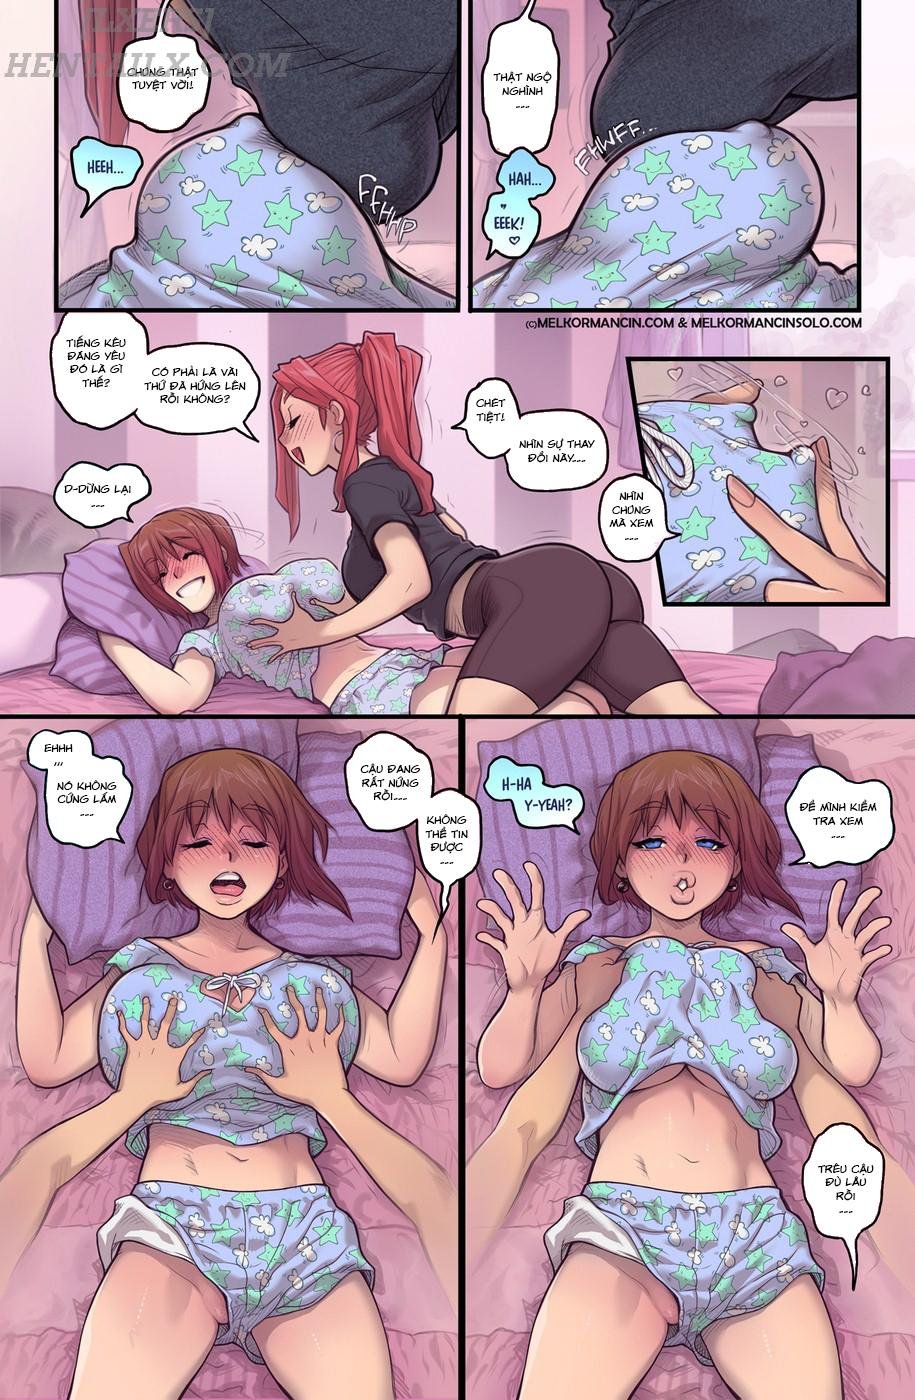 [LXERS]
HENTAILX.COM
CHÚNG THẬT
TUYỆT VỜI!
HEEH...
FFHHP
THẬT NGỘ
NGHĨNH
---
HAH...
♥
EEEK!
♥
FHWFF...
©MELKORMANCIN.COM & MELKORMANCINSOLO.COM
TIẾNG KÊU
ĐÁNG YÊU
ĐÓ LÀ GÌ
THẾ?
CÓ PHẢI LÀ VÀI
THỨ ĐÃ HỨNG LÊN
RỒI KHÔNG?
D-DỪNG LẠI
---
CHẾT
TIỆT!
NHÌN SỰ THAY
ĐỔI NÀY---
NHÌN
CHÚNG
MÀ XEM
---
EHHH
,,,
NÓ KHÔNG
CỨNG LẮM
---
CẬU ĐANG
RẤT NỨNG
RỒI---
KHÔNG
THỂ TIN
ĐƯỢC
---
H-HA
Y-YEAH?
ĐỂ MÌNH KIỂM
TRA XEM
---
TRÊU CẬU
ĐỦ LÂU
RỒI
---